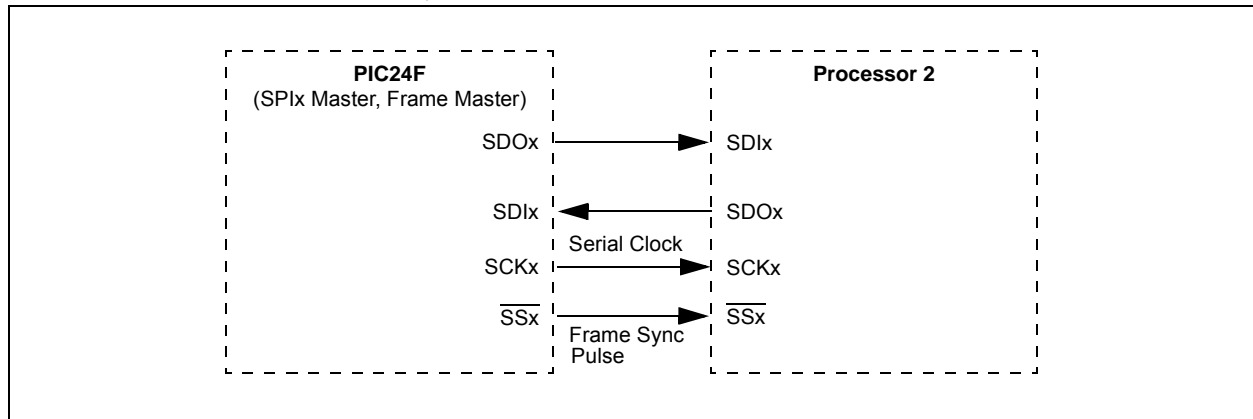 PIC24F
(SPIx Master, Frame Master)
Processor 2
SDOx
SDIx
SDIx
SDOx
Serial Clock
SCKx
SCKx
SSx
SSx
Frame Sync
Pulse